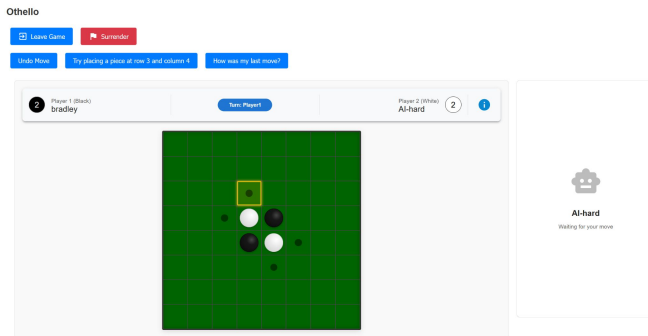 Othello
Leave Game
Surrender
Undo Move
Try placing a piece at row 3 and column 4
How was my last move?
2
Player 1 (Black)
bradley
Turn: Player1
Player 2 (White)
AI-hard
2
i
AI-hard
Waiting for your move